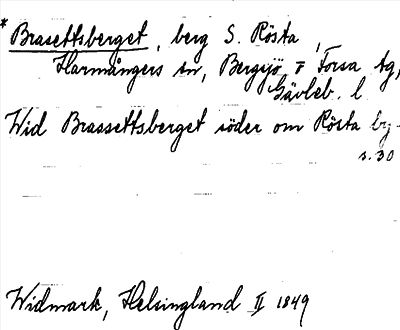 * Brasettsberget, berg S. Rösta,
Harmångers sn, Bergsjö o Forsa tg,
Gävleb. l
Wid Brassettsberget söder om Rösta by.
s. 30
Widmark, Helsingland II 1849